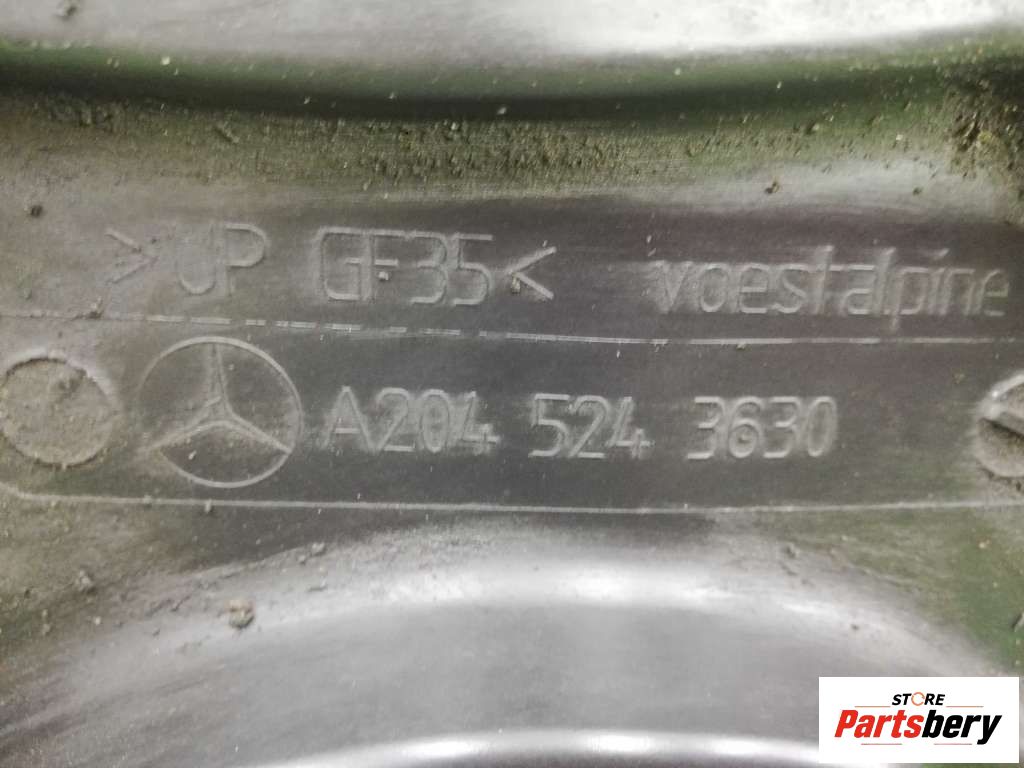 >UP GF35< voestalpine
A204 524 3630
STORE
Partsbery